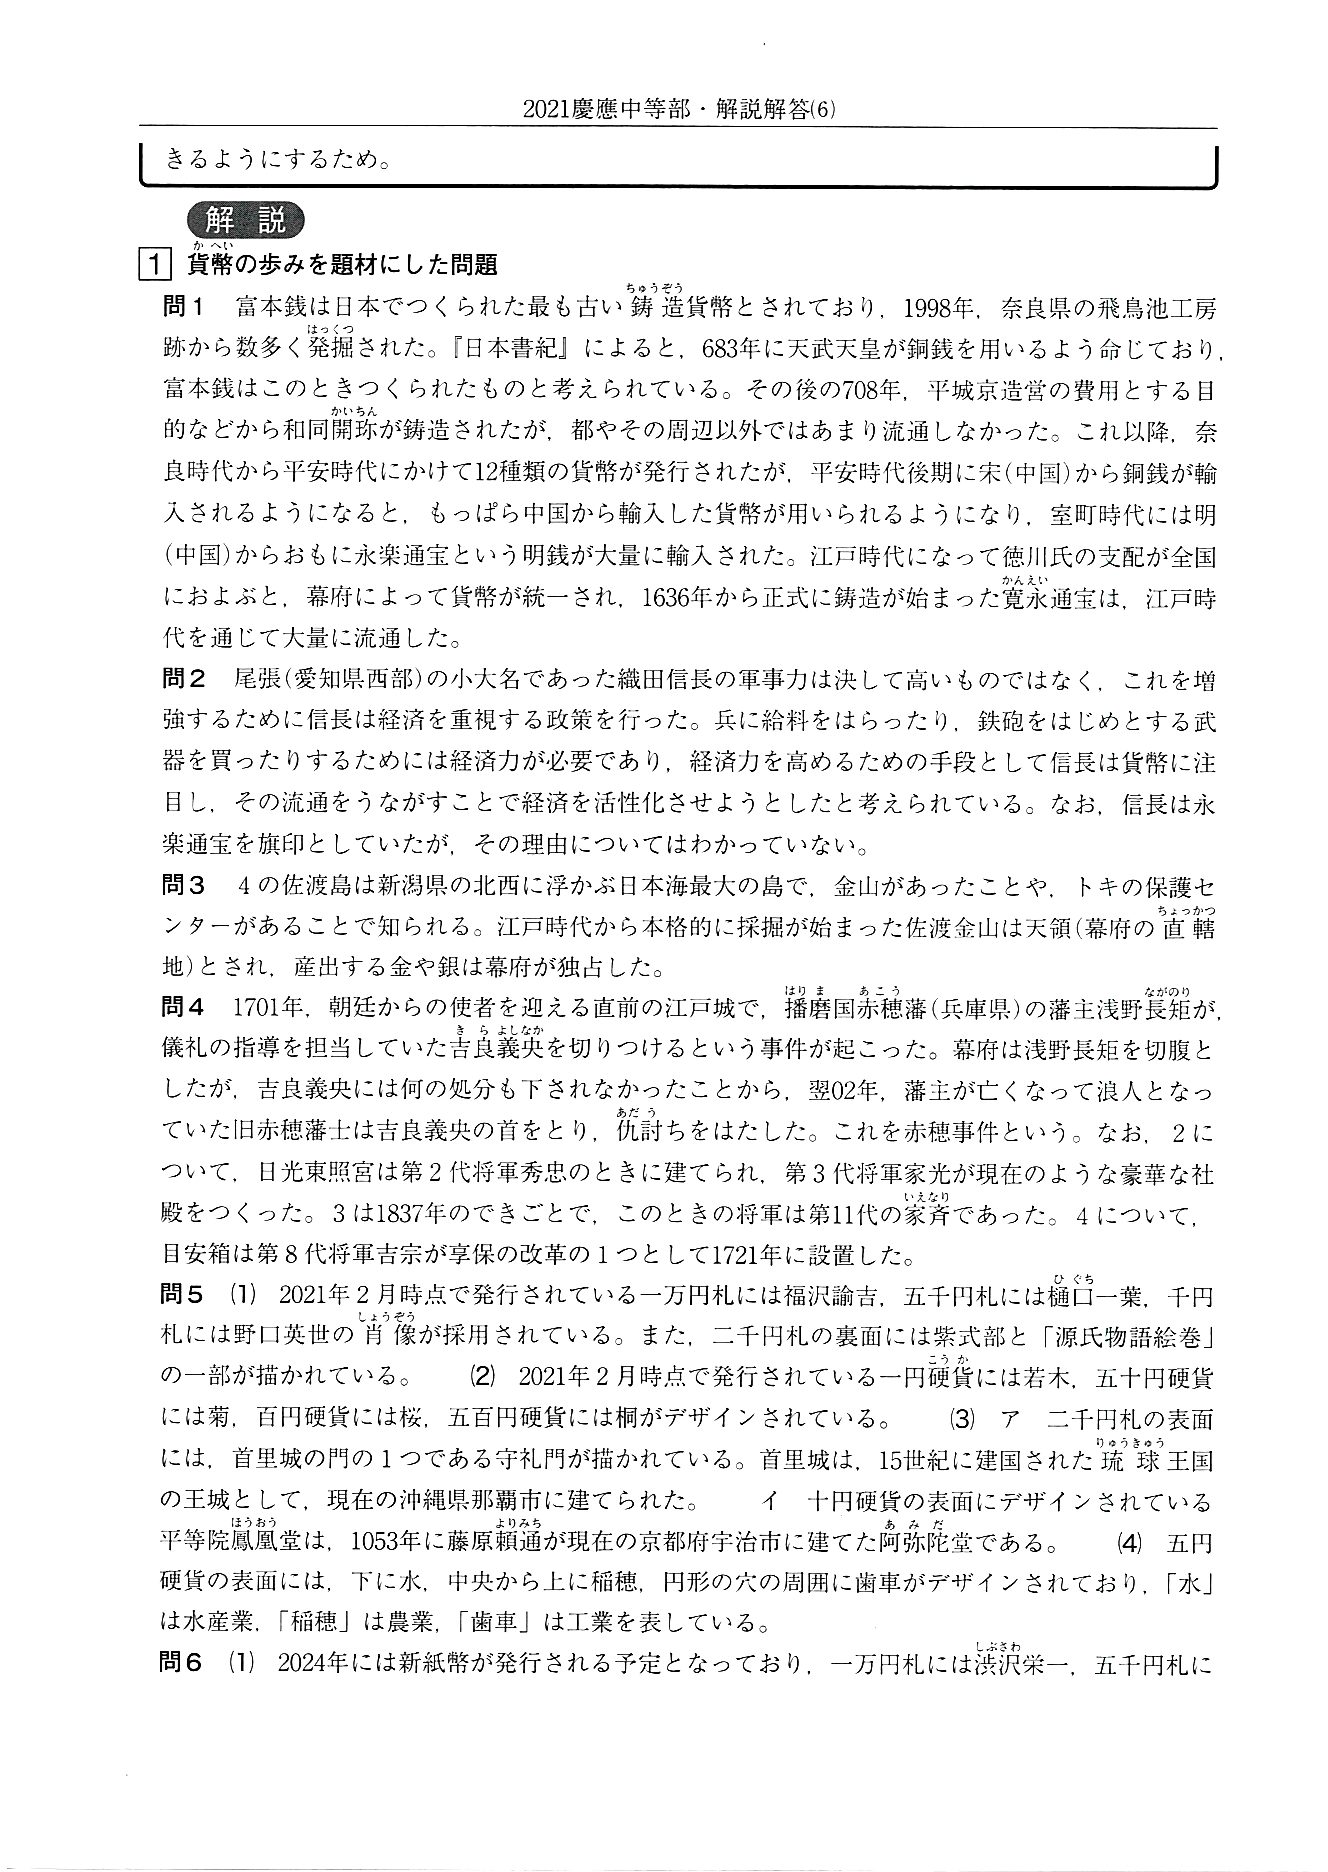 2021慶應中等部・解説解答(6)
きるようにするため。
解 説
1 貨幣の歩みを題材にした問題
問1 富本銭は日本でつくられた最も古い鋳造貨幣とされており，1998年，奈良県の飛鳥池工房
跡から数多く発掘された。『日本書紀』によると，683年に天武天皇が銅銭を用いるよう命じており，
富本銭はこのときつくられたものと考えられている。その後の708年，平城京造営の費用とする目
的などから和同開珎が鋳造されたが，都やその周辺以外ではあまり流通しなかった。これ以降，奈
良時代から平安時代にかけて12種類の貨幣が発行されたが，平安時代後期に宋(中国)から銅銭が輸
入されるようになると，もっぱら中国から輸入した貨幣が用いられるようになり，室町時代には明
(中国)からおもに永楽通宝という明銭が大量に輸入された。江戸時代になって徳川氏の支配が全国
におよぶと，幕府によって貨幣が統一され，1636年から正式に鋳造が始まった寛永通宝は，江戸時
代を通じて大量に流通した。
問2 尾張(愛知県西部)の小大名であった織田信長の軍事力は決して高いものではなく，これを増
強するために信長は経済を重視する政策を行った。兵に給料をはらったり，鉄砲をはじめとする武
器を買ったりするためには経済力が必要であり，経済力を高めるための手段として信長は貨幣に注
目し，その流通をうながすことで経済を活性化させようとしたと考えられている。なお，信長は永
楽通宝を旗印としていたが，その理由についてはわかっていない。
問3 4の佐渡島は新潟県の北西に浮かぶ日本海最大の島で，金山があったことや，トキの保護セ
ンターがあることで知られる。江戸時代から本格的に採掘が始まった佐渡金山は天領(幕府の直轄
地)とされ，産出する金や銀は幕府が独占した。
問4 1701年，朝廷からの使者を迎える直前の江戸城で，播磨国赤穂藩(兵庫県)の藩主浅野長矩が，
儀礼の指導を担当していた吉良義央を切りつけるという事件が起こった。幕府は浅野長矩を切腹と
したが，吉良義央には何の処分も下されなかったことから，翌02年，藩主が亡くなって浪人となっ
ていた旧赤穂藩士は吉良義央の首をとり，仇討ちをはたした。これを赤穂事件という。なお，2に
ついて，日光東照宮は第2代将軍秀忠のときに建てられ，第3代将軍家光が現在のような豪華な社
殿をつくった。3は1837年のできごとで，このときの将軍は第11代の家斉であった。4について，
目安箱は第8代将軍吉宗が享保の改革の1つとして1721年に設置した。
問5 (1) 2021年2月時点で発行されている一万円札には福沢諭吉，五千円札には樋口一葉，千円
札には野口英世の肖像が採用されている。また，二千円札の裏面には紫式部と「源氏物語絵巻」
の一部が描かれている。 (2) 2021年2月時点で発行されている一円硬貨には若木，五十円硬貨
には菊，百円硬貨には桜，五百円硬貨には桐がデザインされている。 (3) ア 二千円札の表面
には，首里城の門の1つである守礼門が描かれている。首里城は，15世紀に建国された琉球王国
の王城として，現在の沖縄県那覇市に建てられた。 イ 十円硬貨の表面にデザインされている
平等院鳳凰堂は，1053年に藤原頼通が現在の京都府宇治市に建てた阿弥陀堂である。 (4) 五円
硬貨の表面には，下に水，中央から上に稲穂，円形の穴の周囲に歯車がデザインされており，「水」
は水産業，「稲穂」は農業，「歯車」は工業を表している。
問6 (1) 2024年には新紙幣が発行される予定となっており，一万円札には渋沢栄一，五千円札に